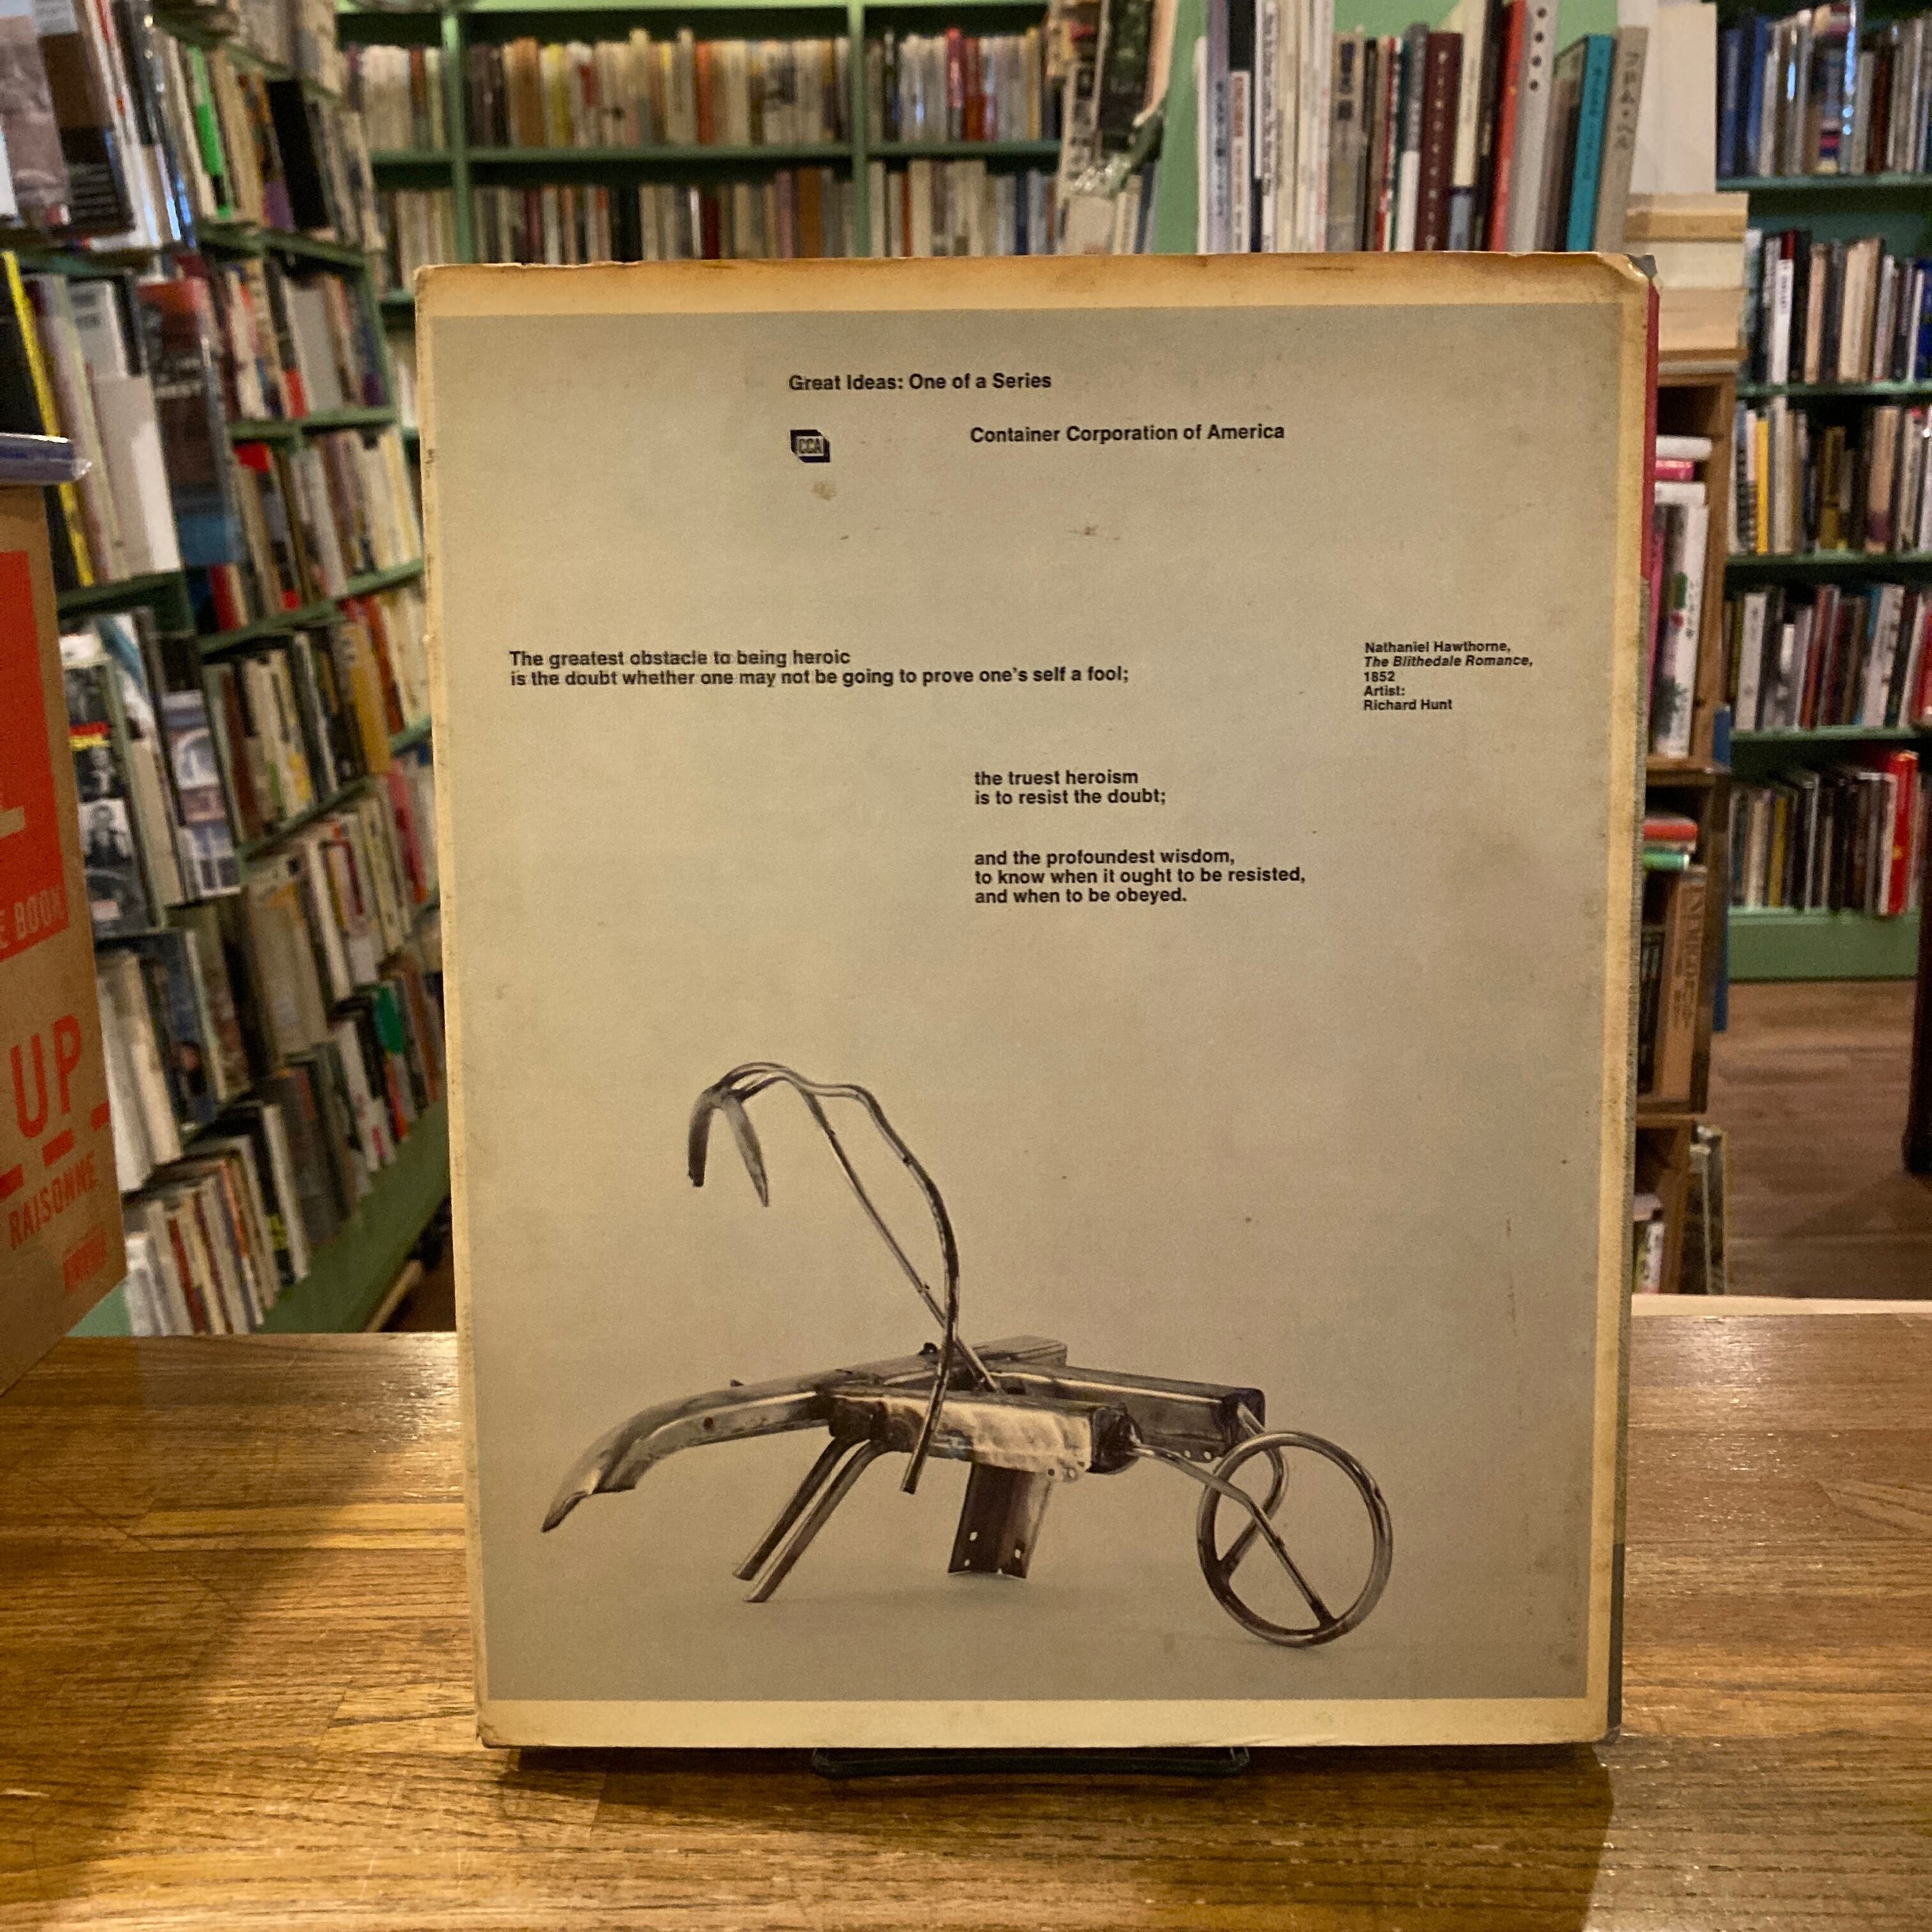 Great Ideas: One of a Series
CCA
Container Corporation of America
The greatest obstacle to being heroic
is the doubt whether one may not be going to prove one's self a fool;
Nathaniel Hawthorne,
The Blithedale Romance,
1852
Artist:
Richard Hunt
the truest heroism
is to resist the doubt;
and the profoundest wisdom,
to know when it ought to be resisted,
and when to be obeyed.
BOOK
UP
RAISONNE